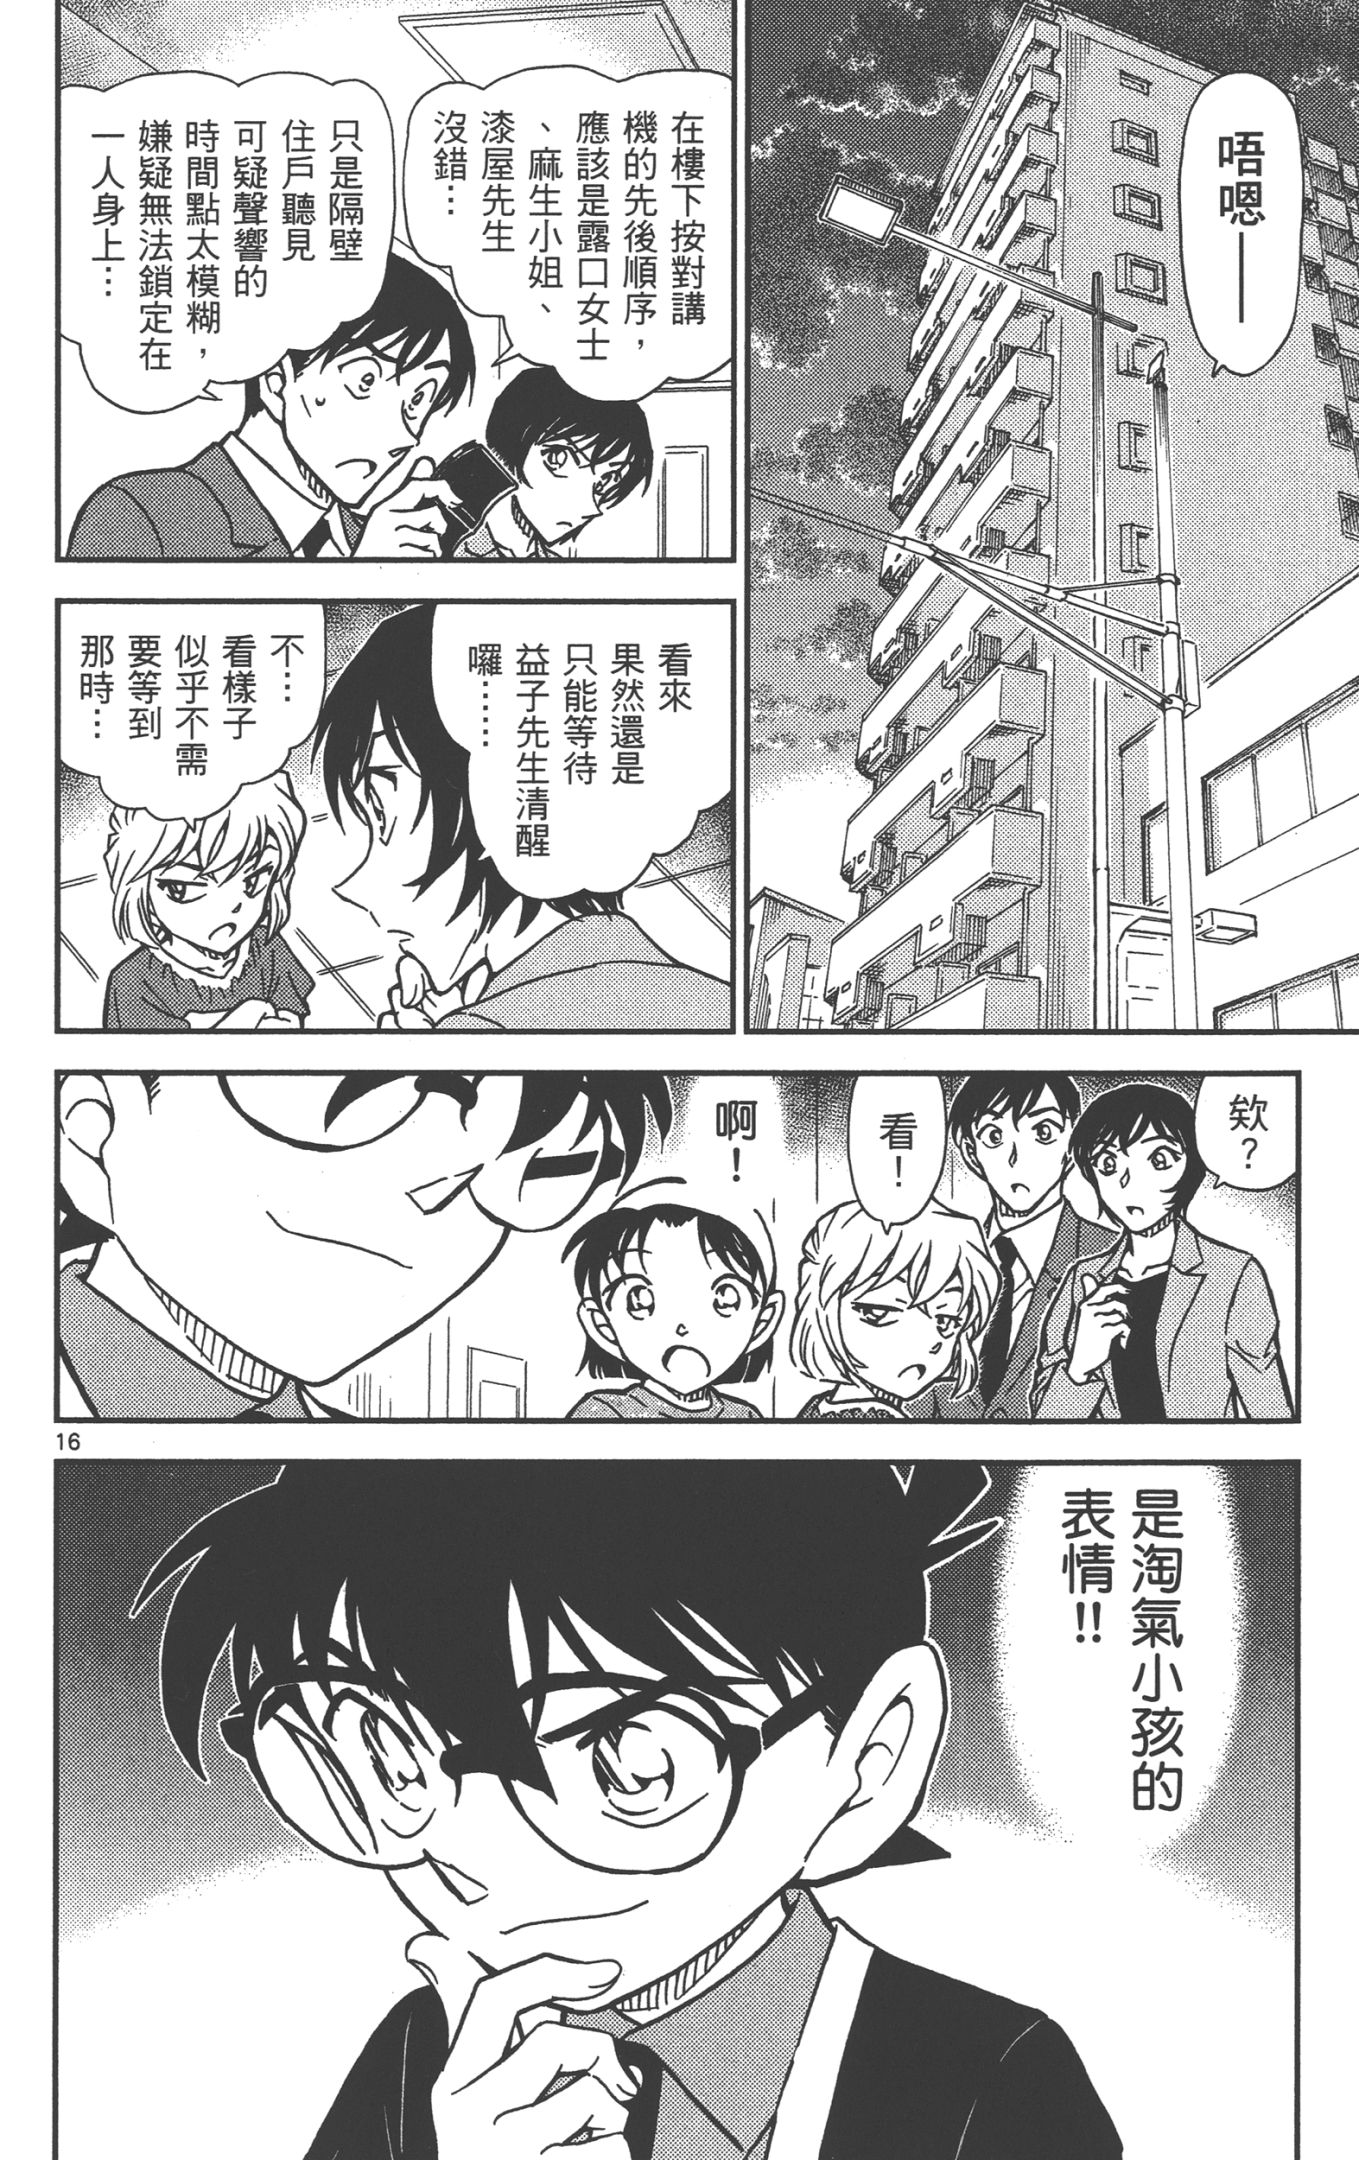 唔嗯──
在樓下按對講
機的先後順序，
應該是露口女士
、麻生小姐、
漆屋先生
沒錯…
只是隔壁
住戶聽見
可疑聲響的
時間點太模糊，
嫌疑無法鎖定在
一人身上…
看來
果然還是
只能等待
益子先生清醒
囉……
不…
看樣子
似乎不需
要等到
那時…
欸？
看！
啊！
16
是淘氣小孩的
表情!!